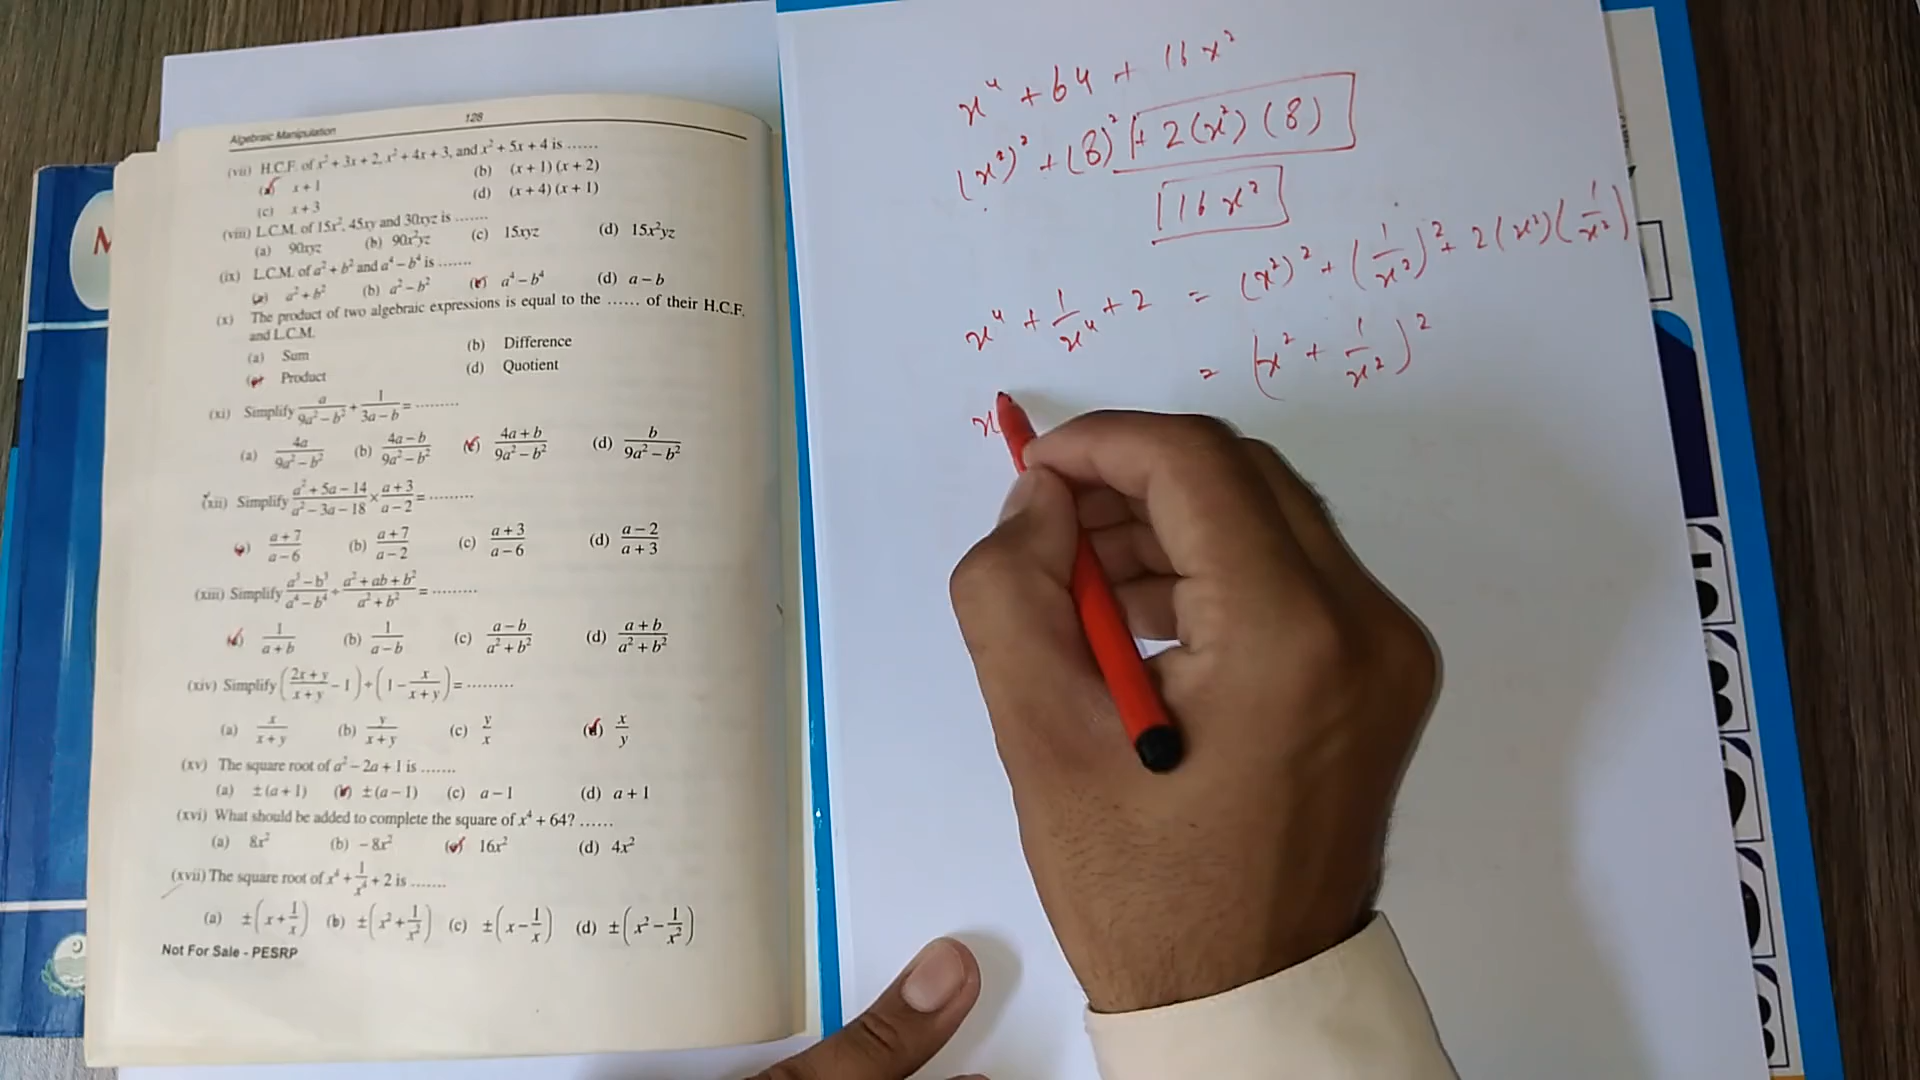 Algebraic Manipulation 128
(vii) H.C.F. of x² + 3x + 2, x² + 4x + 3, and x² + 5x + 4 is ......
(a) x + 1 (b) (x + 1) (x + 2)
(c) x + 3 (d) (x + 4) (x + 1)
(viii) L.C.M. of 15x², 45xy and 30xyz is .......
(a) 90xyz (b) 90x²yz (c) 15xyz (d) 15x²yz
(ix) L.C.M. of a² + b² and a⁴ – b⁴ is .......
(a) a² + b² (b) a² – b² (c) a⁴ – b⁴ (d) a – b
(x) The product of two algebraic expressions is equal to the ...... of their H.C.F.
and L.C.M.
(a) Sum (b) Difference
(c) Product (d) Quotient
(xi) Simplify a/(9a² – b²) + 1/(3a – b) = .........
(a) 4a/(9a² – b²) (b) (4a – b)/(9a² – b²) (c) (4a + b)/(9a² – b²) (d) b/(9a² – b²)
(xii) Simplify (a² + 5a – 14)/(a² – 3a – 18) × (a + 3)/(a – 2) = .........
(a) (a + 7)/(a – 6) (b) (a + 7)/(a – 2) (c) (a + 3)/(a – 6) (d) (a – 2)/(a + 3)
(xiii) Simplify (a³ – b³)/(a⁴ – b⁴) ÷ (a² + ab + b²)/(a² + b²) = .........
(a) 1/(a + b) (b) 1/(a – b) (c) (a – b)/(a² + b²) (d) (a + b)/(a² + b²)
(xiv) Simplify ((2x + y)/(x + y) – 1) ÷ (1 – x/(x + y)) = .........
(a) x/(x + y) (b) y/(x + y) (c) y/x (d) x/y
(xv) The square root of a² – 2a + 1 is .......
(a) ± (a + 1) (b) ± (a – 1) (c) a – 1 (d) a + 1
(xvi) What should be added to complete the square of x⁴ + 64? ......
(a) 8x² (b) – 8x² (c) 16x² (d) 4x²
(xvii) The square root of x⁴ + 1/x⁴ + 2 is .......
(a) ± (x + 1/x) (b) ± (x² + 1/x²) (c) ± (x – 1/x) (d) ± (x² – 1/x²)
Not For Sale - PESRP
x⁴ + 64 + 16x²
(x²)² + (8)² + 2(x²)(8)
16x²
x⁴ + 1/x⁴ + 2 = (x²)² + (1/x²)² + 2(x²)(1/x²)
= (x² + 1/x²)²
x